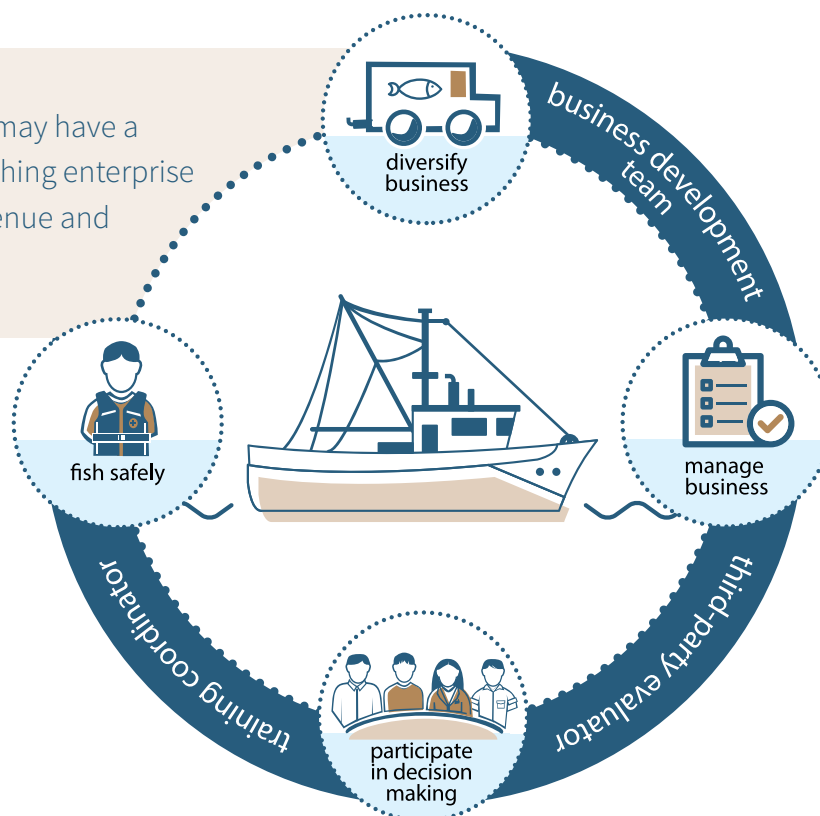 may have a
hing enterprise
enue and
diversify
business
business development
team
fish safely
manage
business
training coordinator
third-party evaluator
participate
in decision
making